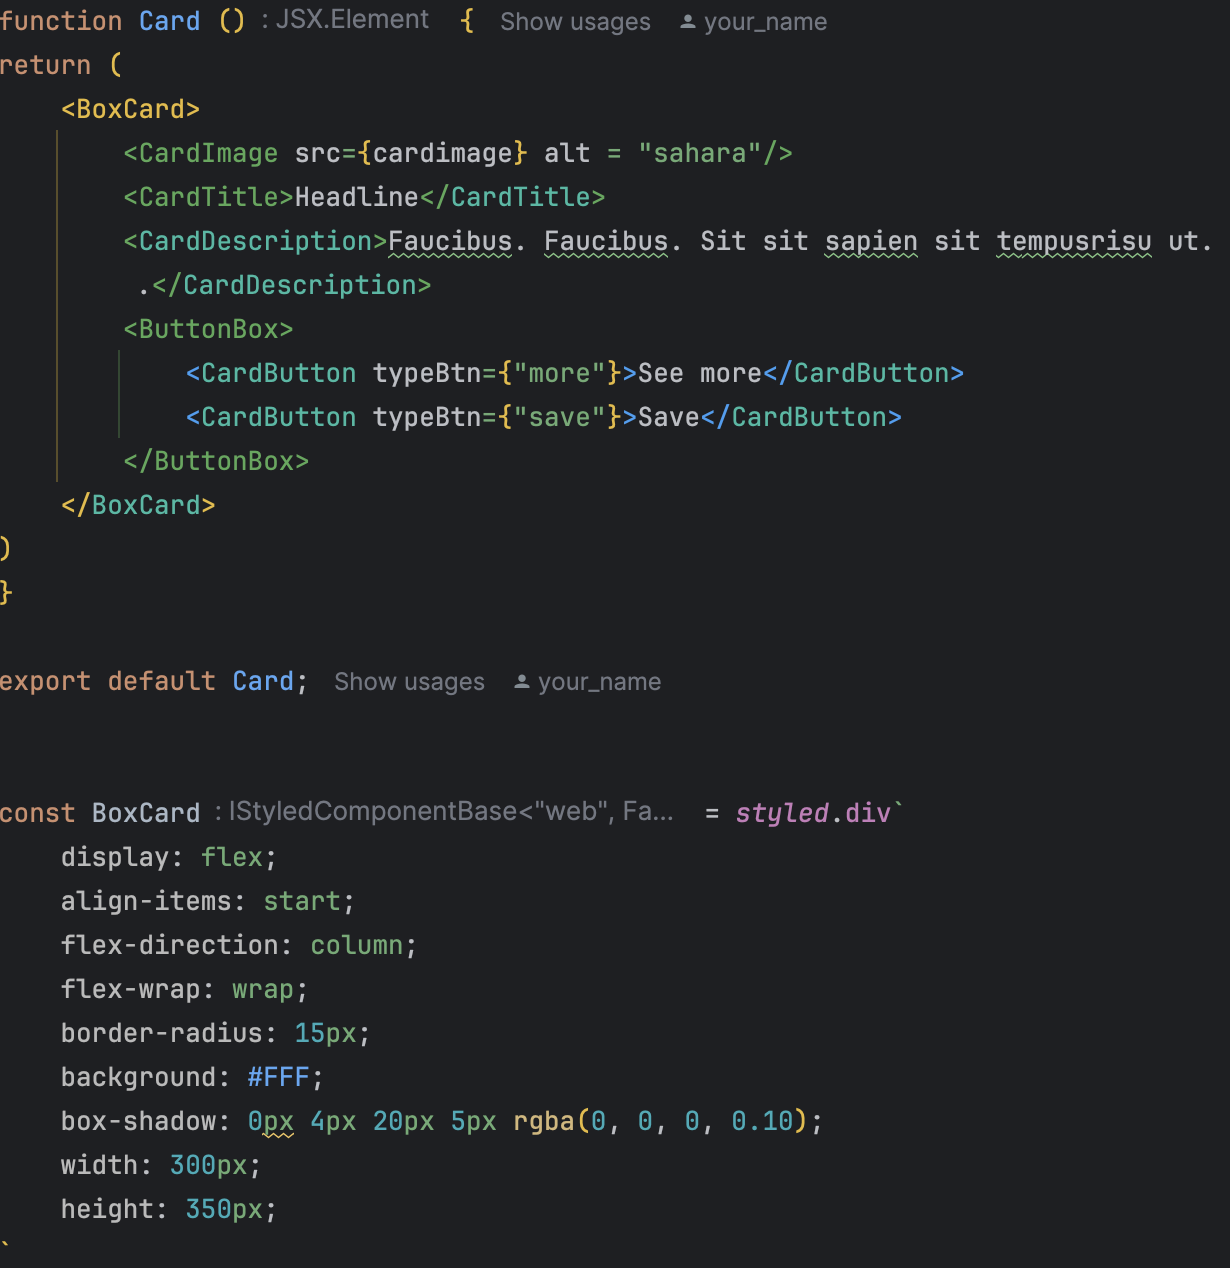 function Card () : JSX.Element { Show usages your_name
return (
    <BoxCard>
        <CardImage src={cardimage} alt = "sahara"/>
        <CardTitle>Headline</CardTitle>
        <CardDescription>Faucibus. Faucibus. Sit sit sapien sit tempusrisu ut.
         .</CardDescription>
        <ButtonBox>
            <CardButton typeBtn={"more"}>See more</CardButton>
            <CardButton typeBtn={"save"}>Save</CardButton>
        </ButtonBox>
    </BoxCard>
)
}
export default Card; Show usages your_name
const BoxCard : IStyledComponentBase<"web", Fa... = styled.div`
    display: flex;
    align-items: start;
    flex-direction: column;
    flex-wrap: wrap;
    border-radius: 15px;
    background: #FFF;
    box-shadow: 0px 4px 20px 5px rgba(0, 0, 0, 0.10);
    width: 300px;
    height: 350px;
`